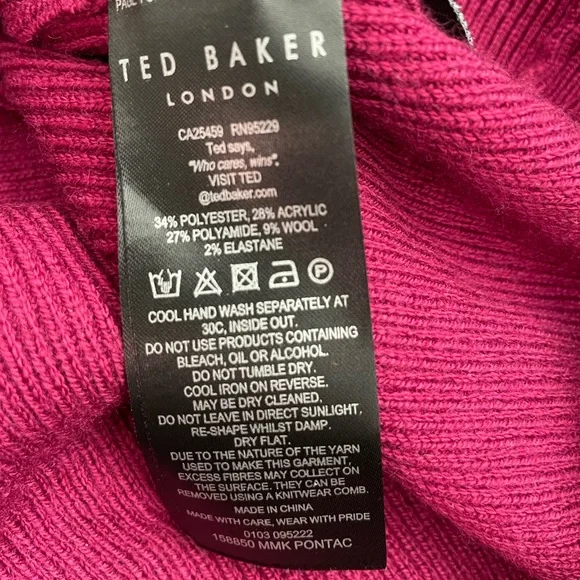 TED BAKER
LONDON
CA25459 RN95229
Ted says,
"Who cares, wins".
VISIT TED
@tedbaker.com
34% POLYESTER, 28% ACRYLIC
27% POLYAMIDE, 9% WOOL
2% ELASTANE
P
COOL HAND WASH SEPARATELY AT
30C, INSIDE OUT.
DO NOT USE PRODUCTS CONTAINING
BLEACH, OIL OR ALCOHOL.
DO NOT TUMBLE DRY.
COOL IRON ON REVERSE.
MAY BE DRY CLEANED.
DO NOT LEAVE IN DIRECT SUNLIGHT,
RE-SHAPE WHILST DAMP.
DRY FLAT.
DUE TO THE NATURE OF THE YARN
USED TO MAKE THIS GARMENT,
EXCESS FIBRES MAY COLLECT ON
THE SURFACE. THEY CAN BE
REMOVED USING A KNITWEAR COMB.
MADE IN CHINA
MADE WITH CARE, WEAR WITH PRIDE
0103 095222
158850 MMK PONTAC